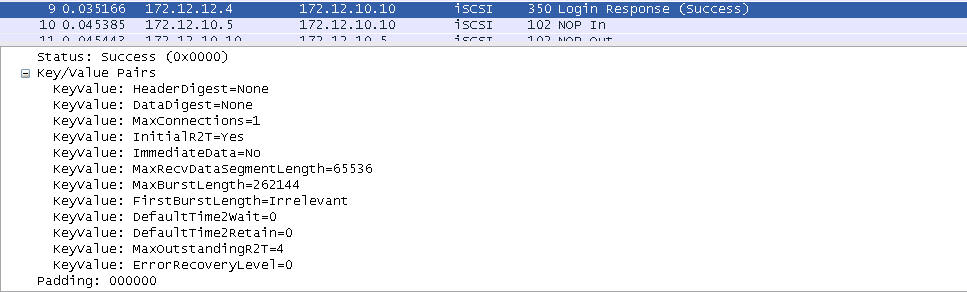 9 0.035166 172.12.12.4 172.12.10.10 iSCSI 350 Login Response (Success)
10 0.045385 172.12.10.5 172.12.10.10 iSCSI 102 NOP In
11 0.045443 172.12.10.10 172.12.10.5 iSCSI 102 NOP Out
Status: Success (0x0000)
Key/Value Pairs
KeyValue: HeaderDigest=None
KeyValue: DataDigest=None
KeyValue: MaxConnections=1
KeyValue: InitialR2T=Yes
KeyValue: ImmediateData=No
KeyValue: MaxRecvDataSegmentLength=65536
KeyValue: MaxBurstLength=262144
KeyValue: FirstBurstLength=Irrelevant
KeyValue: DefaultTime2Wait=0
KeyValue: DefaultTime2Retain=0
KeyValue: MaxOutstandingR2T=4
KeyValue: ErrorRecoveryLevel=0
Padding: 000000